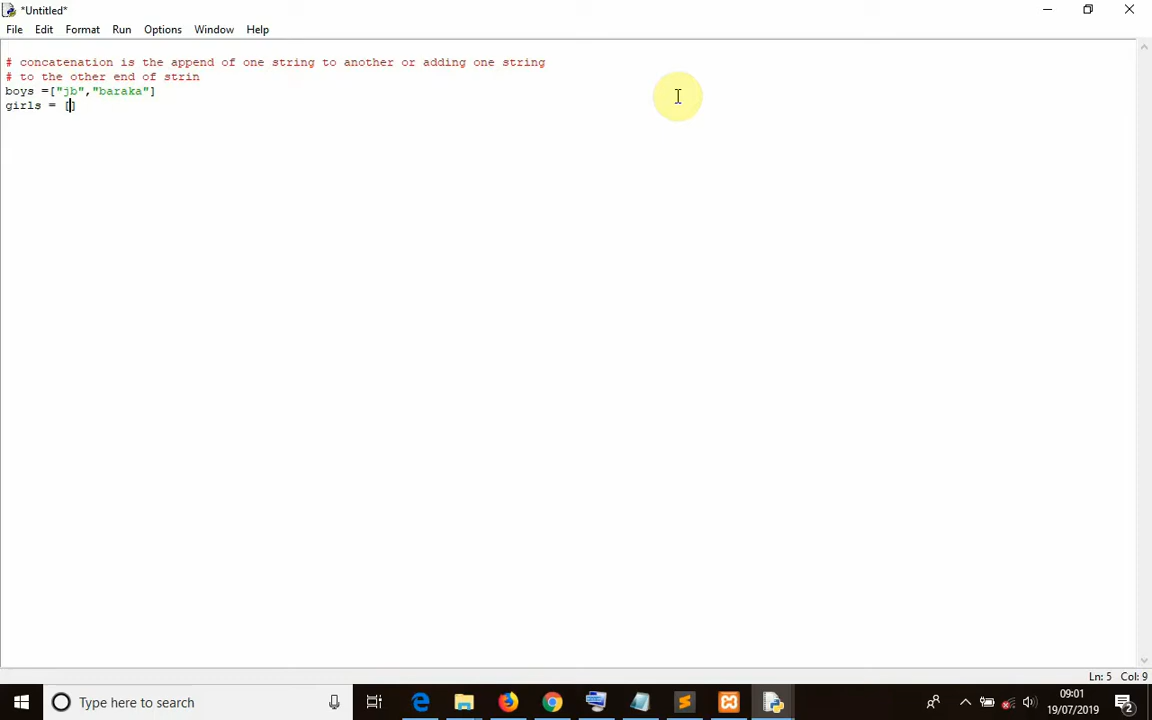 *Untitled*
File Edit Format Run Options Window Help
# concatenation is the append of one string to another or adding one string
# to the other end of strin
boys =["jb","baraka"]
girls = []
Ln: 5 Col: 9
Type here to search
09:01
19/07/2019
2